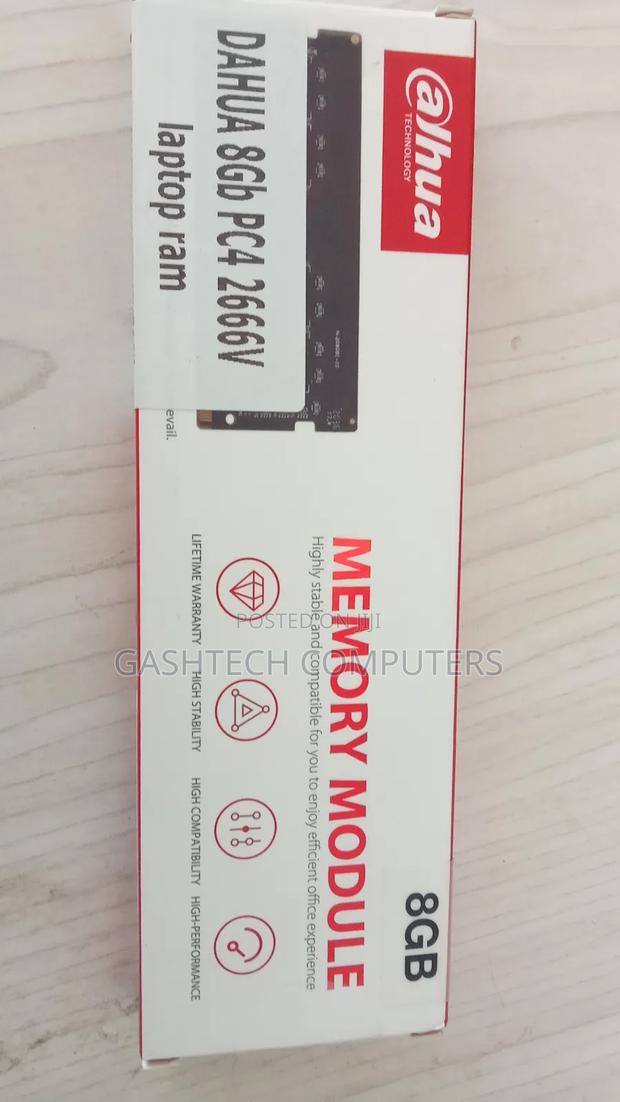 alhua
TECHNOLOGY
DAHUA 8Gb PC4 2666V
laptop ram
evail.
8GB
MEMORY MODULE
Highly stable and compatible for you to enjoy efficient office experience
LIFETIME WARRANTY
HIGH STABILITY
HIGH COMPATIBILITY
HIGH-PERFORMANCE
POSTED ON JIJI
GASHTECH COMPUTERS